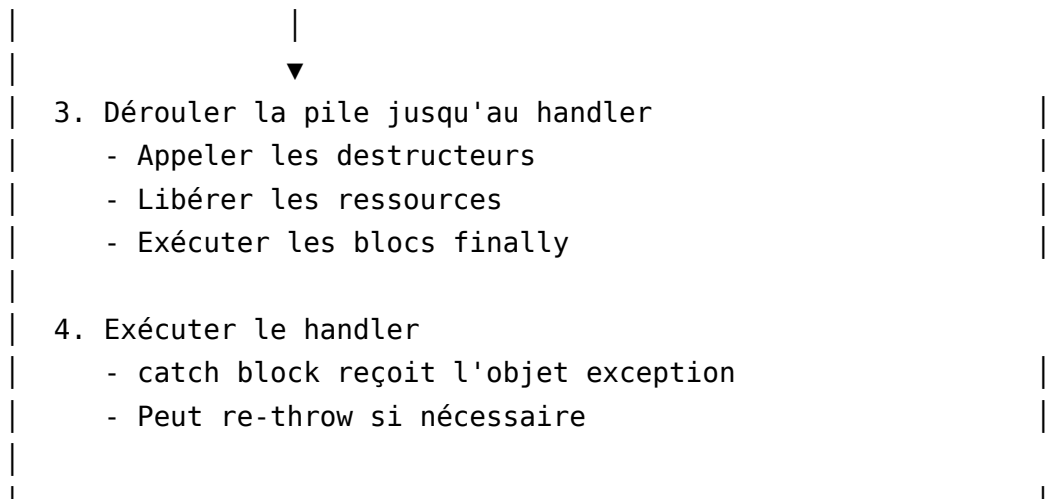 3. Dérouler la pile jusqu'au handler
- Appeler les destructeurs
- Libérer les ressources
- Exécuter les blocs finally
4. Exécuter le handler
- catch block reçoit l'objet exception
- Peut re-throw si nécessaire